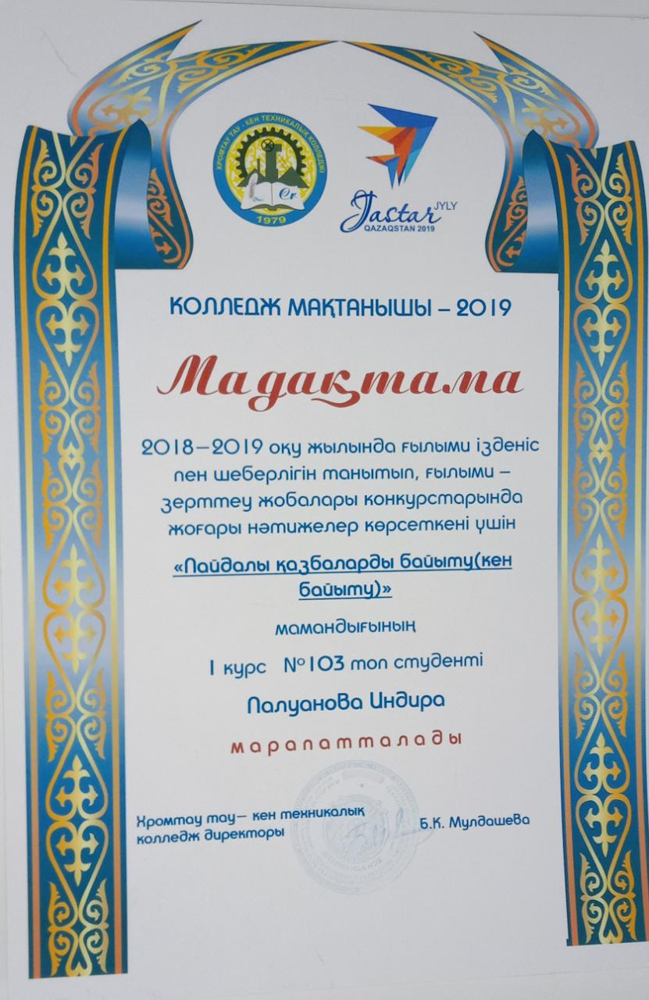 ХРОМТАУ ТАУ - КЕН ТЕХНИКАЛЫК КОЛЛЕДЖІ
Cr
1979
Jastar JYLY
QAZAQSTAN 2019
КОЛЛЕДЖ МАҚТАНЫШЫ – 2019
Мадақтама
2018–2019 оқу жылында ғылыми ізденіс
пен шеберлігін танытып, ғылыми –
зерттеу жобалары конкурстарында
жоғары нәтижелер көрсеткені үшін
«Пайдалы қазбаларды байыту(кен
байыту)»
мамандығының
1 курс №103 топ студенті
Палуанова Индира
марапатталады
Хромтау тау– кен техникалық
колледж директоры
Б.К. Мулдашева